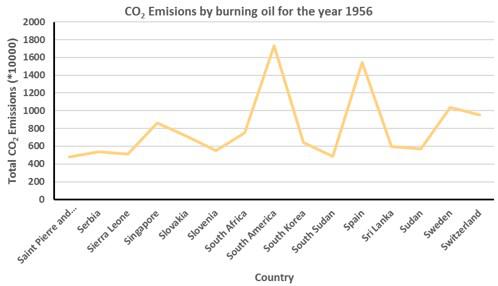 CO₂ Emisions by burning oil for the year 1956
Total CO₂ Emissions (*10000)
2000
1800
1600
1400
1200
1000
800
600
400
200
0
Saint Pierre and...
Serbia
Sierra Leone
Singapore
Slovakia
Slovenia
South Africa
South America
South Korea
South Sudan
Spain
Sri Lanka
Sudan
Sweden
Switzerland
Country